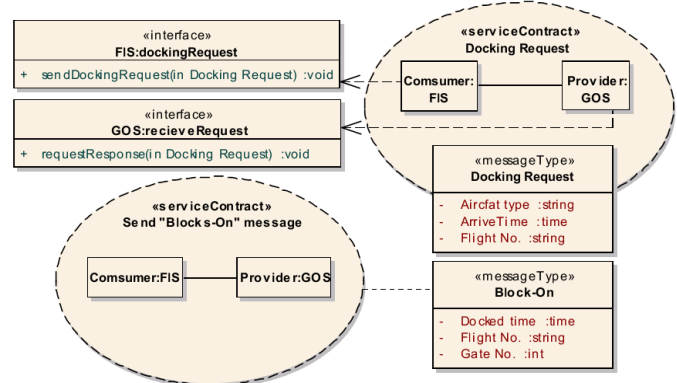 «interface»
FIS:dockingRequest
+ sendDockingRequest(in Docking Request) :void
«interface»
GOS:recieveRequest
+ requestResponse(in Docking Request) :void
«serviceContract»
Docking Request
Comsumer:
FIS
Provider:
GOS
«messageType»
Docking Request
- Aircfat type :string
- ArriveTime :time
- Flight No. :string
«serviceContract»
Send "Blocks-On" message
Comsumer:FIS
Provider:GOS
«messageType»
Block-On
- Docked time :time
- Flight No. :string
- Gate No. :int